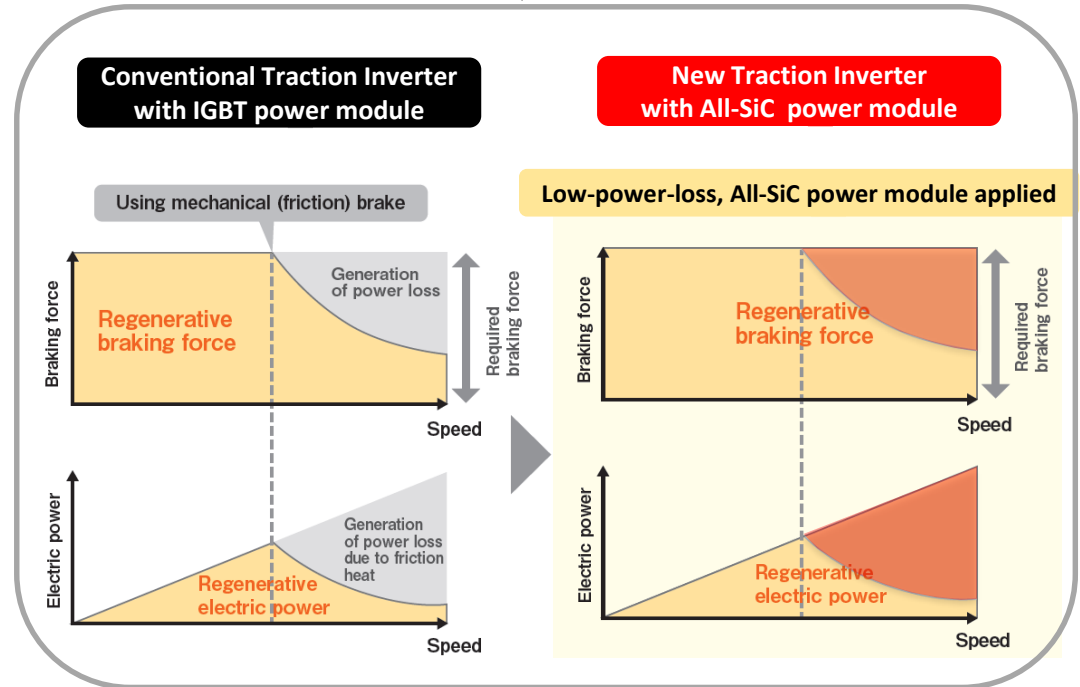 Conventional Traction Inverter
with IGBT power module
New Traction Inverter
with All-SiC power module
Using mechanical (friction) brake
Low-power-loss, All-SiC power module applied
Braking force
Regenerative
braking force
Generation
of power loss
Required
braking force
Speed
Braking force
Regenerative
braking force
Required
braking force
Speed
Electric power
Regenerative
electric power
Generation
of power loss
due to friction
heat
Speed
Electric power
Regenerative
electric power
Speed